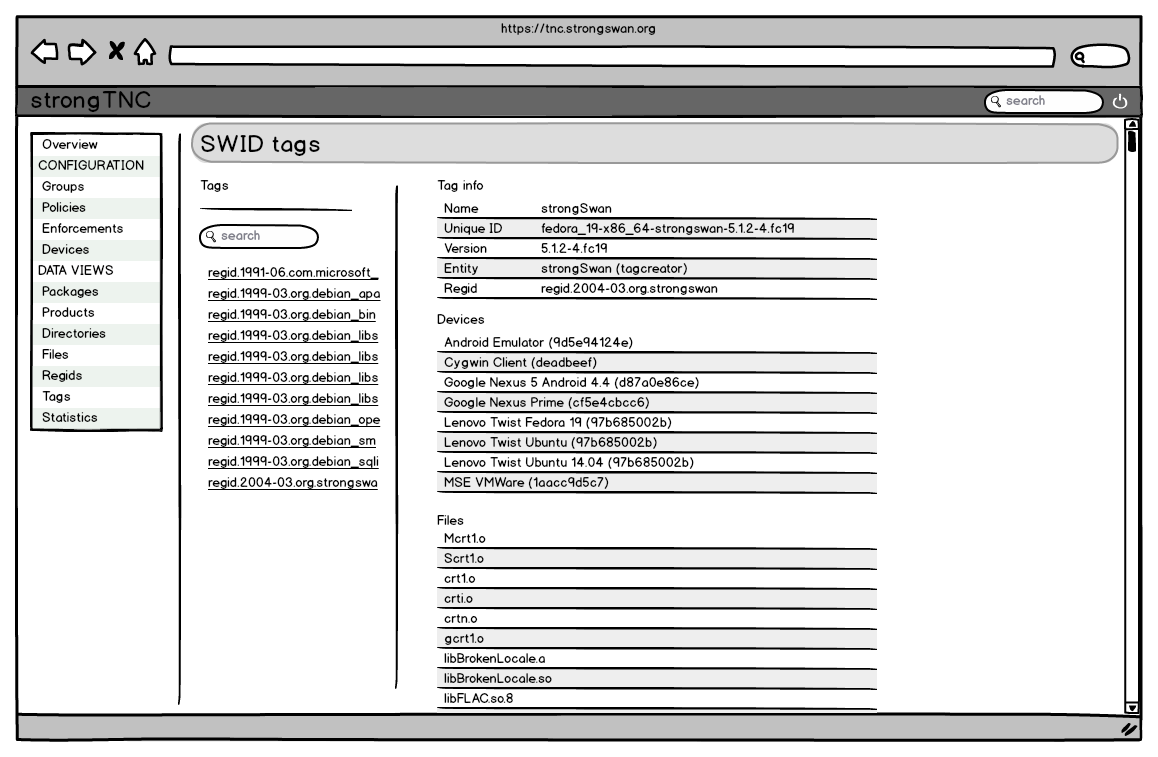 https://tnc.strongswan.org
strongTNC
search
Overview
CONFIGURATION
Groups
Policies
Enforcements
Devices
DATA VIEWS
Packages
Products
Directories
Files
Regids
Tags
Statistics
SWID tags
Tags
search
regid.1991-06.com.microsoft_
regid.1999-03.org.debian_apa
regid.1999-03.org.debian_bin
regid.1999-03.org.debian_libs
regid.1999-03.org.debian_libs
regid.1999-03.org.debian_libs
regid.1999-03.org.debian_libs
regid.1999-03.org.debian_ope
regid.1999-03.org.debian_sm
regid.1999-03.org.debian_sqli
regid.2004-03.org.strongswa
Tag info
Name strongSwan
Unique ID fedora_19-x86_64-strongswan-5.1.2-4.fc19
Version 5.1.2-4.fc19
Entity strongSwan (tagcreator)
Regid regid.2004-03.org.strongswan
Devices
Android Emulator (9d5e94124e)
Cygwin Client (deadbeef)
Google Nexus 5 Android 4.4 (d87a0e86ce)
Google Nexus Prime (cf5e4cbcc6)
Lenovo Twist Fedora 19 (97b685002b)
Lenovo Twist Ubuntu (97b685002b)
Lenovo Twist Ubuntu 14.04 (97b685002b)
MSE VMWare (1aacc9d5c7)
Files
Mcrt1.o
Scrt1.o
crt1.o
crti.o
crtn.o
gcrt1.o
libBrokenLocale.a
libBrokenLocale.so
libFLAC.so.8